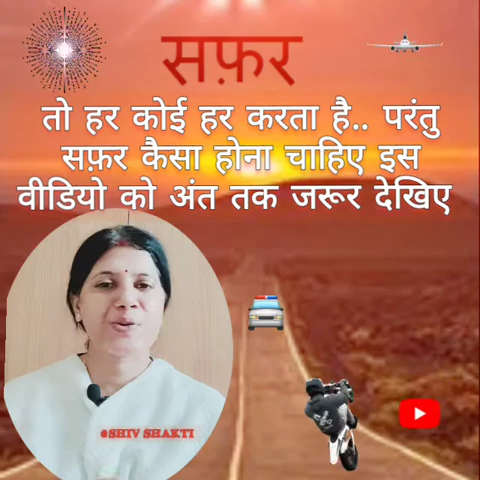 सफ़र
तो हर कोई हर करता है.. परंतु
सफ़र कैसा होना चाहिए इस
वीडियो को अंत तक जरूर देखिए
@SHIV SHAKTI